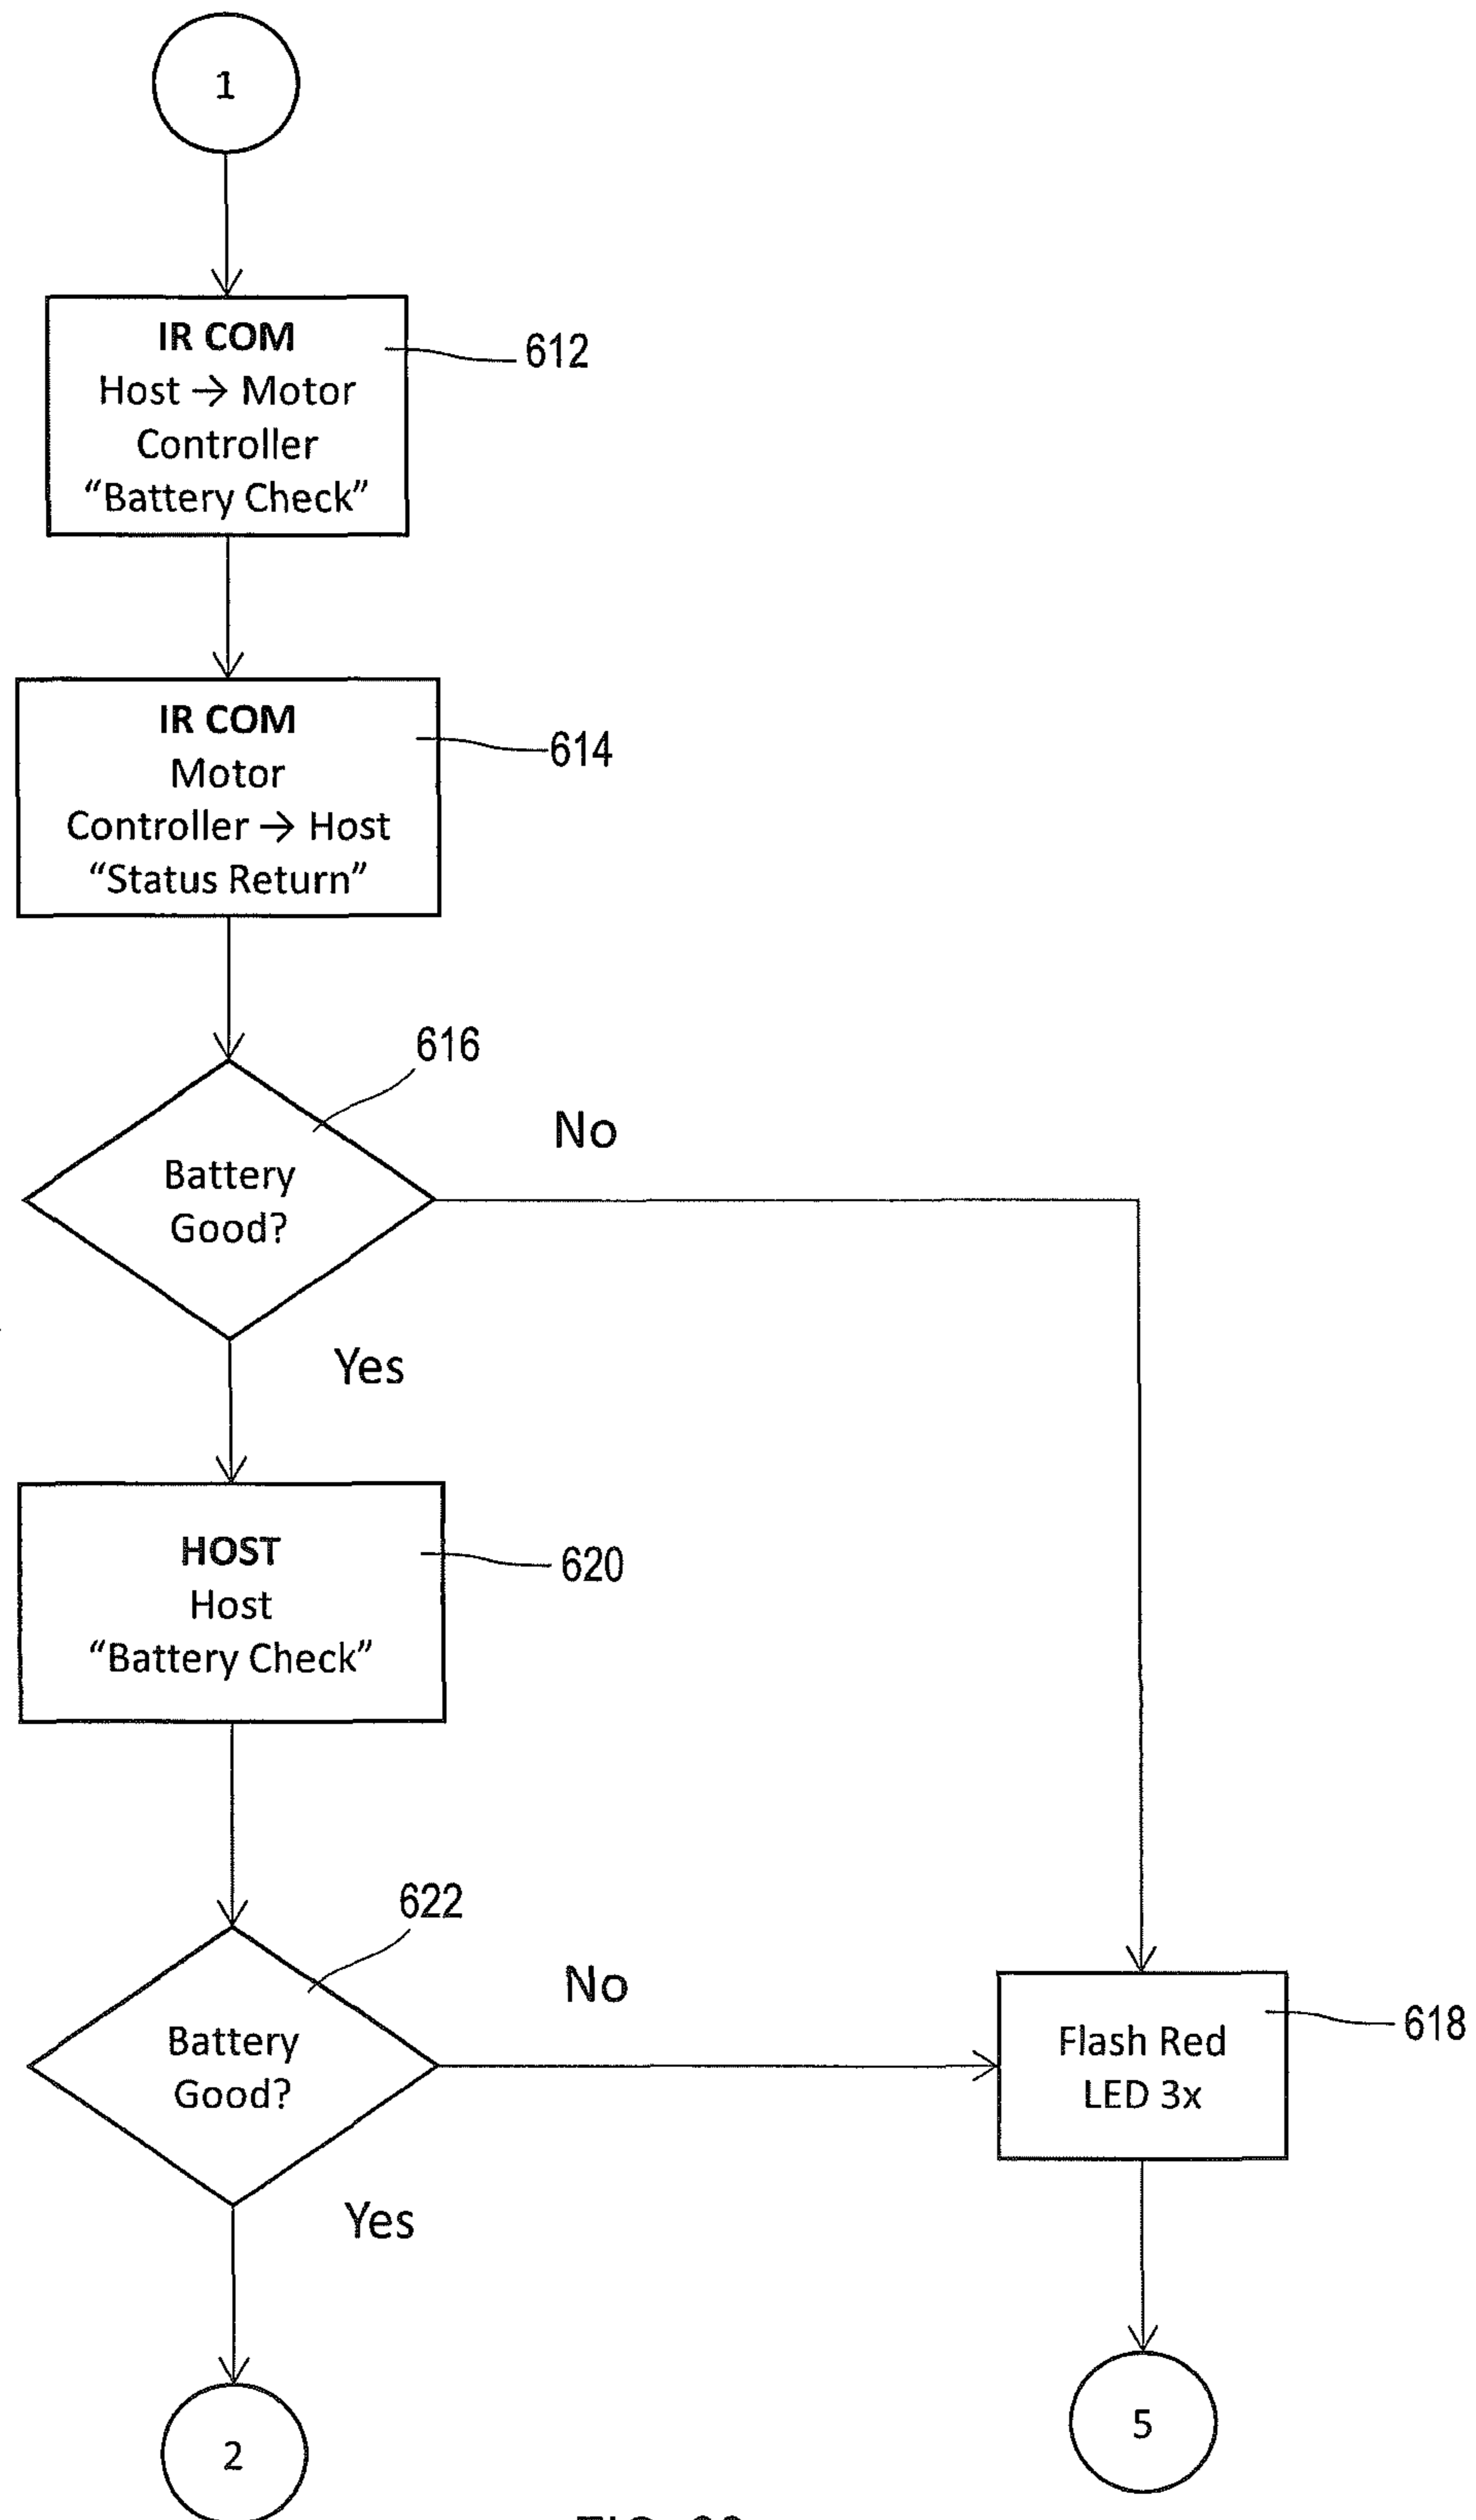 1
IR COM
Host → Motor
Controller
“Battery Check”
612
IR COM
Motor
Controller → Host
“Status Return”
614
616
Battery
Good?
No
Yes
HOST
Host
“Battery Check”
620
622
Battery
Good?
No
Yes
Flash Red
LED 3x
618
2
5